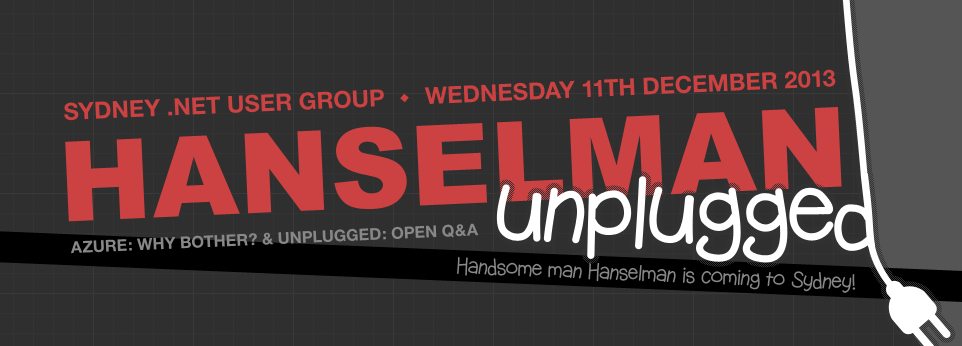 SYDNEY .NET USER GROUP ⬩ WEDNESDAY 11TH DECEMBER 2013
HANSELMAN
unplugged
AZURE: WHY BOTHER? & UNPLUGGED: OPEN Q&A
Handsome man Hanselman is coming to Sydney!